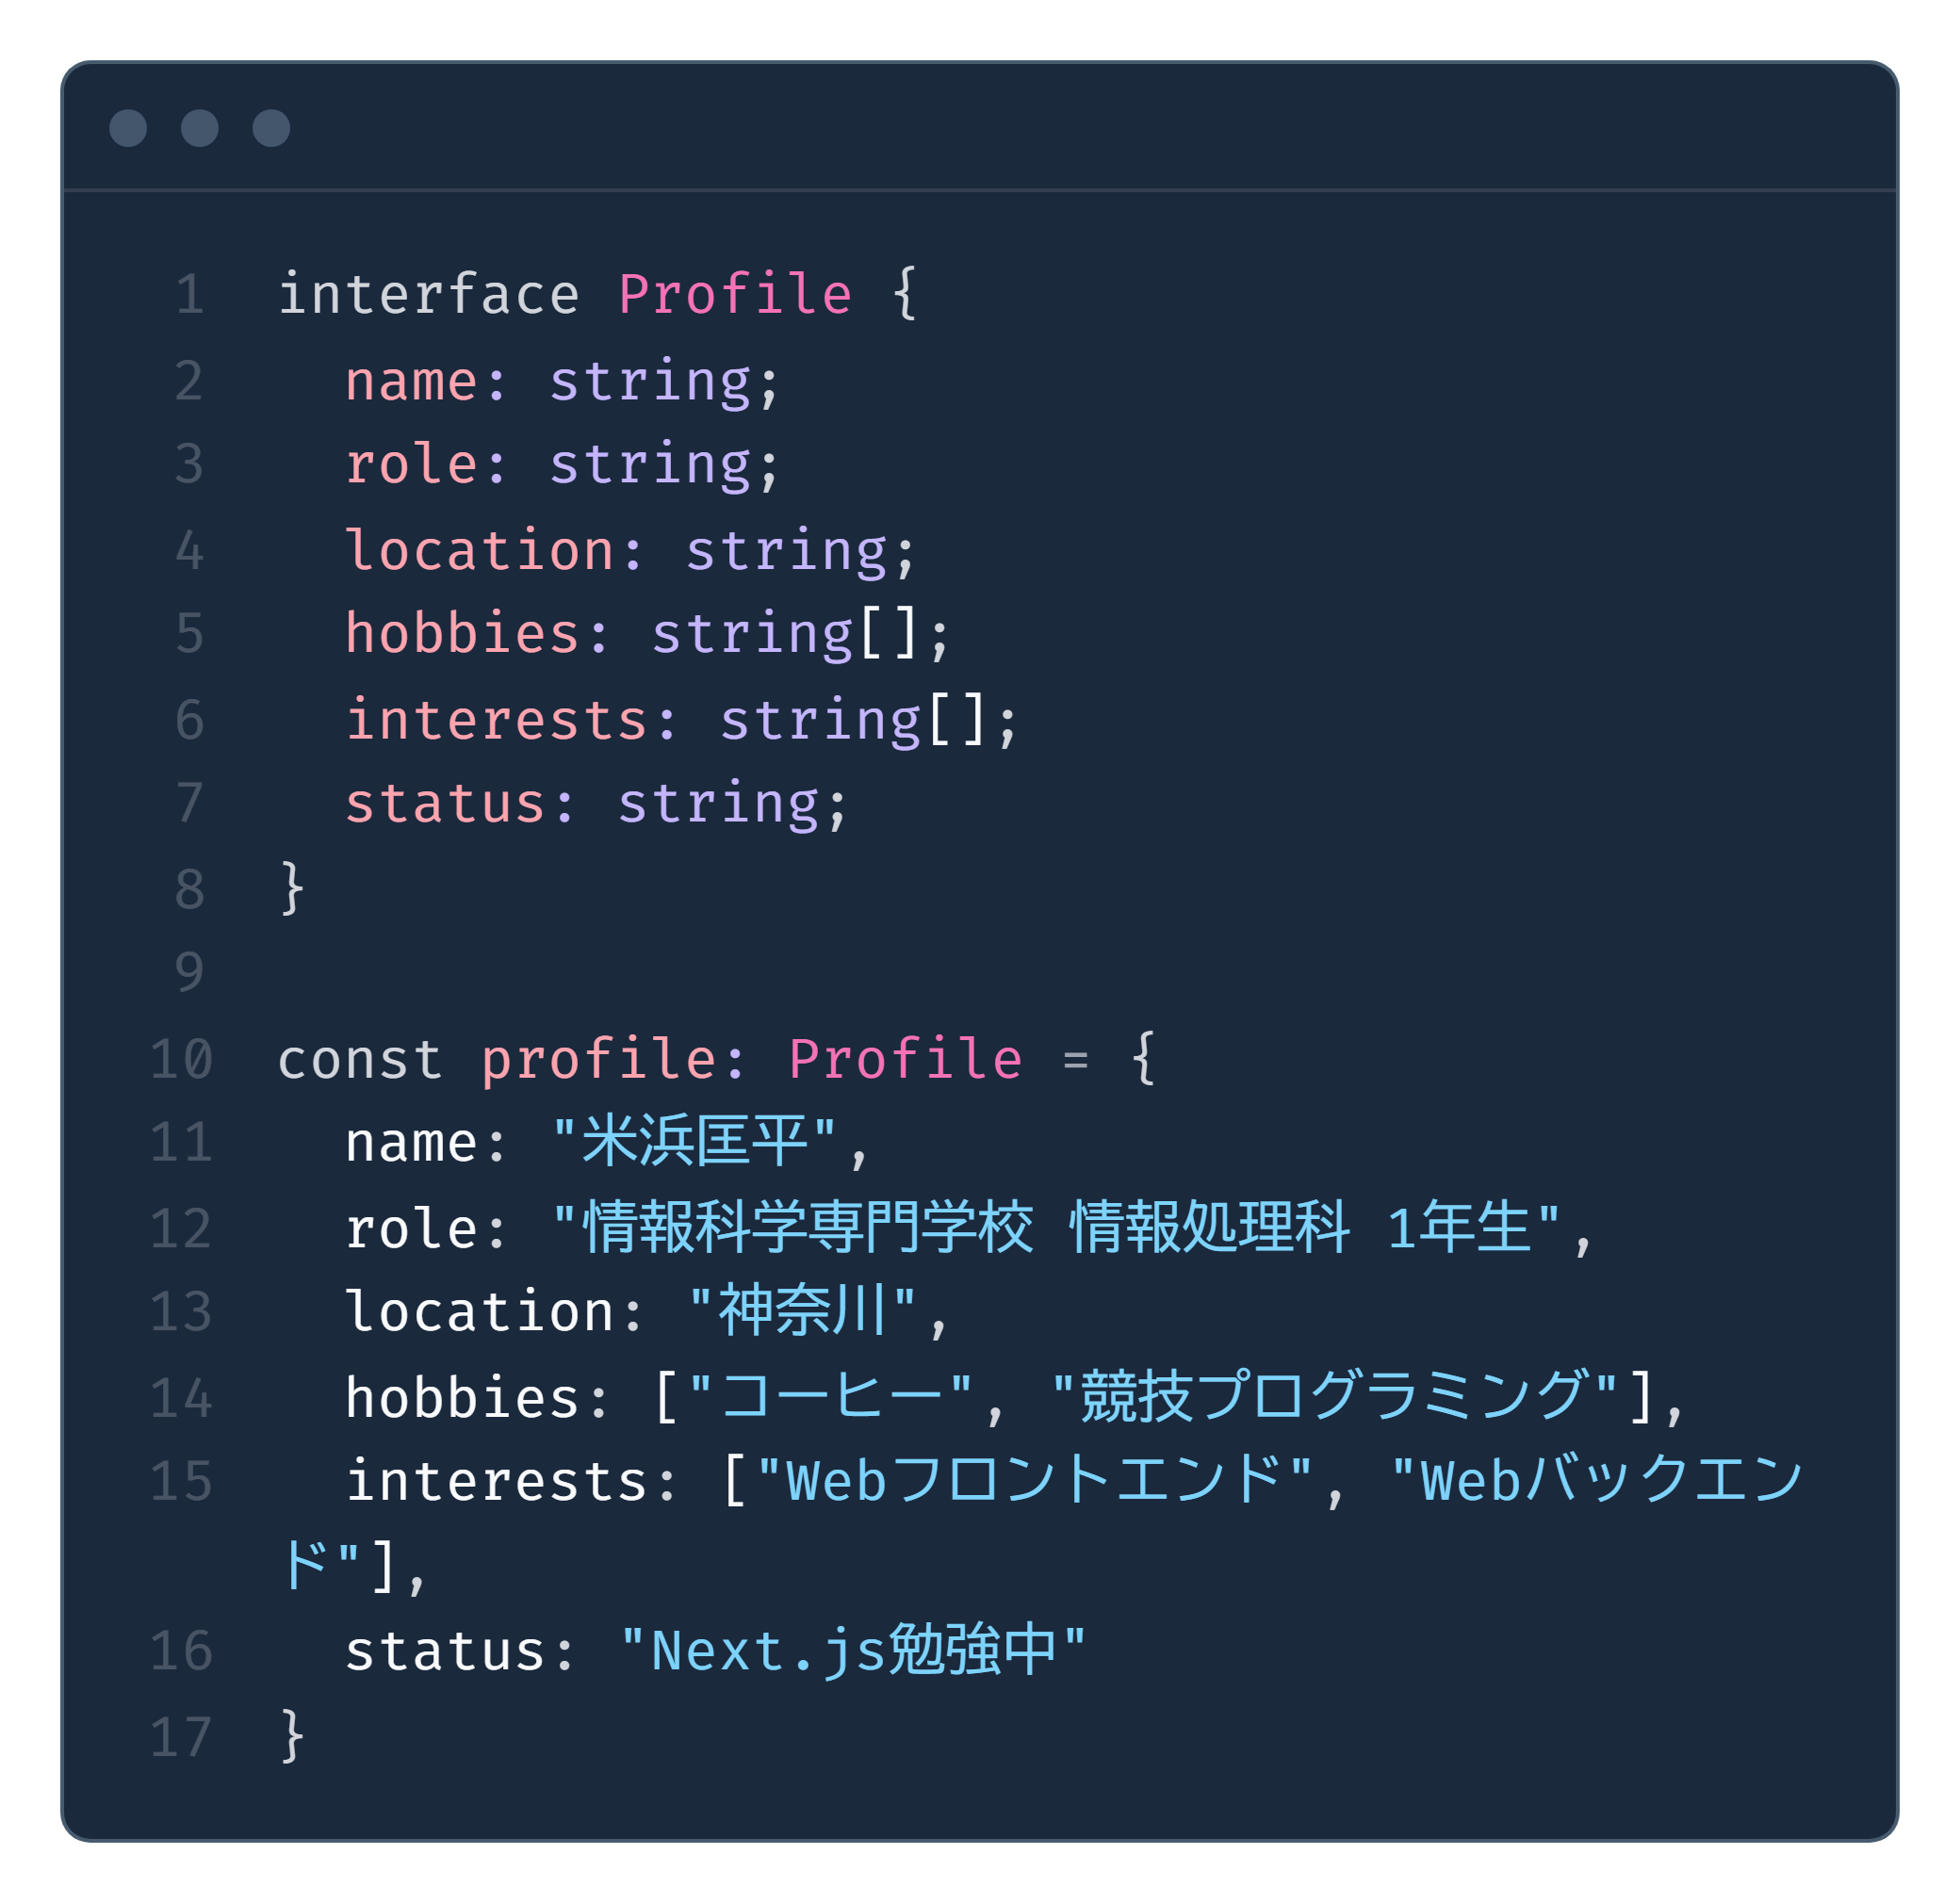 1 interface Profile {
2   name: string;
3   role: string;
4   location: string;
5   hobbies: string[];
6   interests: string[];
7   status: string;
8 }
9
10 const profile: Profile = {
11   name: "米浜匡平",
12   role: "情報科学専門学校 情報処理科 1年生",
13   location: "神奈川",
14   hobbies: ["コーヒー", "競技プログラミング"],
15   interests: ["Webフロントエンド", "Webバックエン
ド"],
16   status: "Next.js勉強中"
17 }